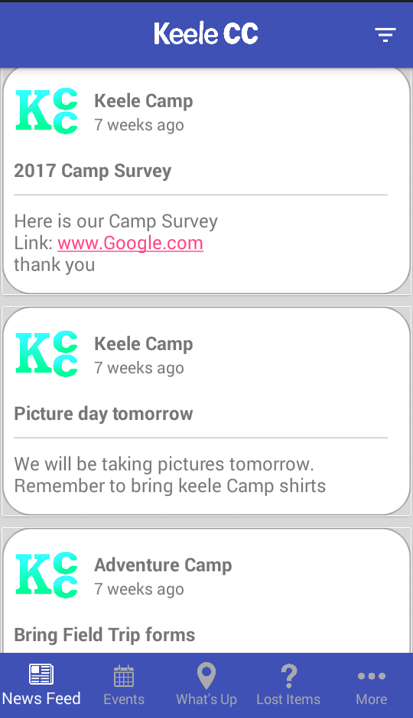 Keele CC
KCC
Keele Camp
7 weeks ago
2017 Camp Survey
Here is our Camp Survey
Link: www.Google.com
thank you
KCC
Keele Camp
7 weeks ago
Picture day tomorrow
We will be taking pictures tomorrow.
Remember to bring keele Camp shirts
KCC
Adventure Camp
7 weeks ago
Bring Field Trip forms
News Feed
Events
What's Up
Lost Items
More